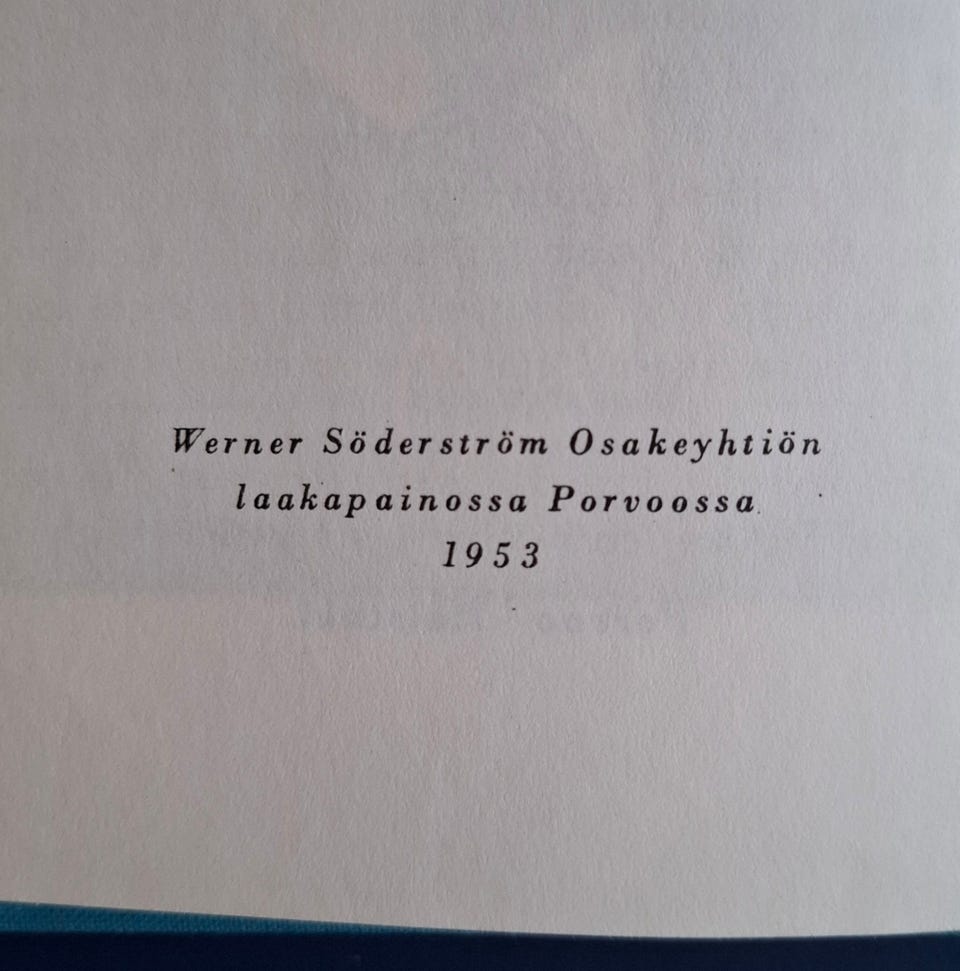 Werner Söderström Osakeyhtiön
laakapainossa Porvoossa
1953